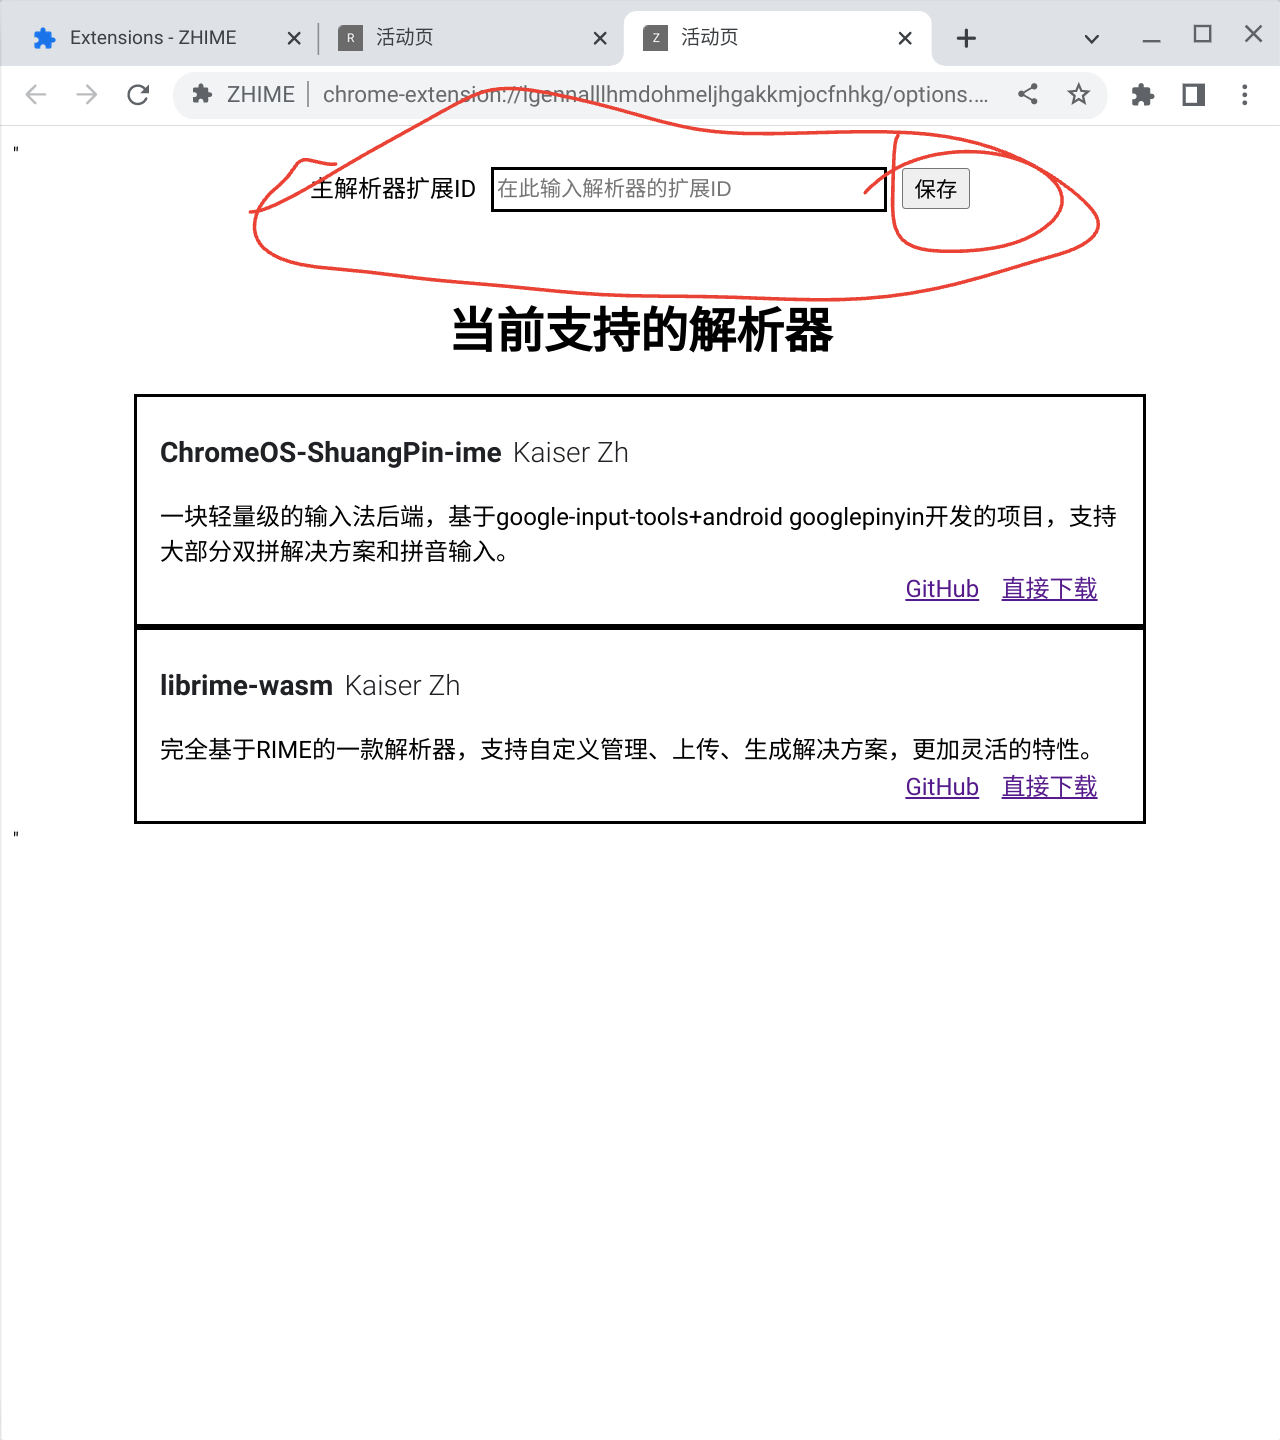 Extensions - ZHIME
R
活动页
Z
活动页
ZHIME
chrome-extension://lgennalllhmdohmeljhgakkmjocfnhkg/options....
"
主解析器扩展ID
在此输入解析器的扩展ID
保存
当前支持的解析器
ChromeOS-ShuangPin-ime Kaiser Zh
一块轻量级的输入法后端，基于google-input-tools+android googlepinyin开发的项目，支持
大部分双拼解决方案和拼音输入。
GitHub 直接下载
librime-wasm Kaiser Zh
完全基于RIME的一款解析器，支持自定义管理、上传、生成解决方案，更加灵活的特性。
GitHub 直接下载
"